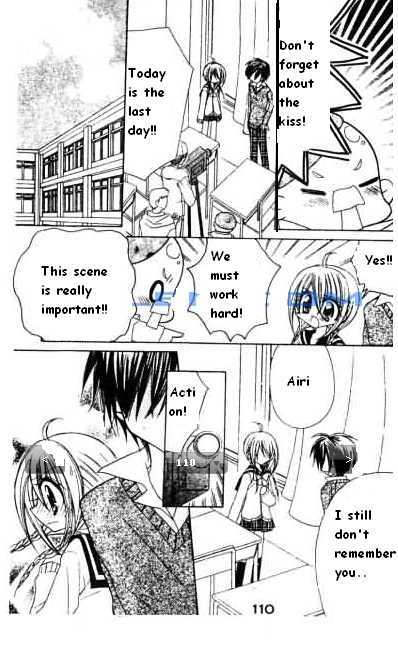 Don't
forget
about
the
kiss!
Today
is the
last
day!!
Yes!!
We
must
work
hard!
This scene
is really
important!!
Acti
on!
Airi
I still
don't
remember
you..
110
110